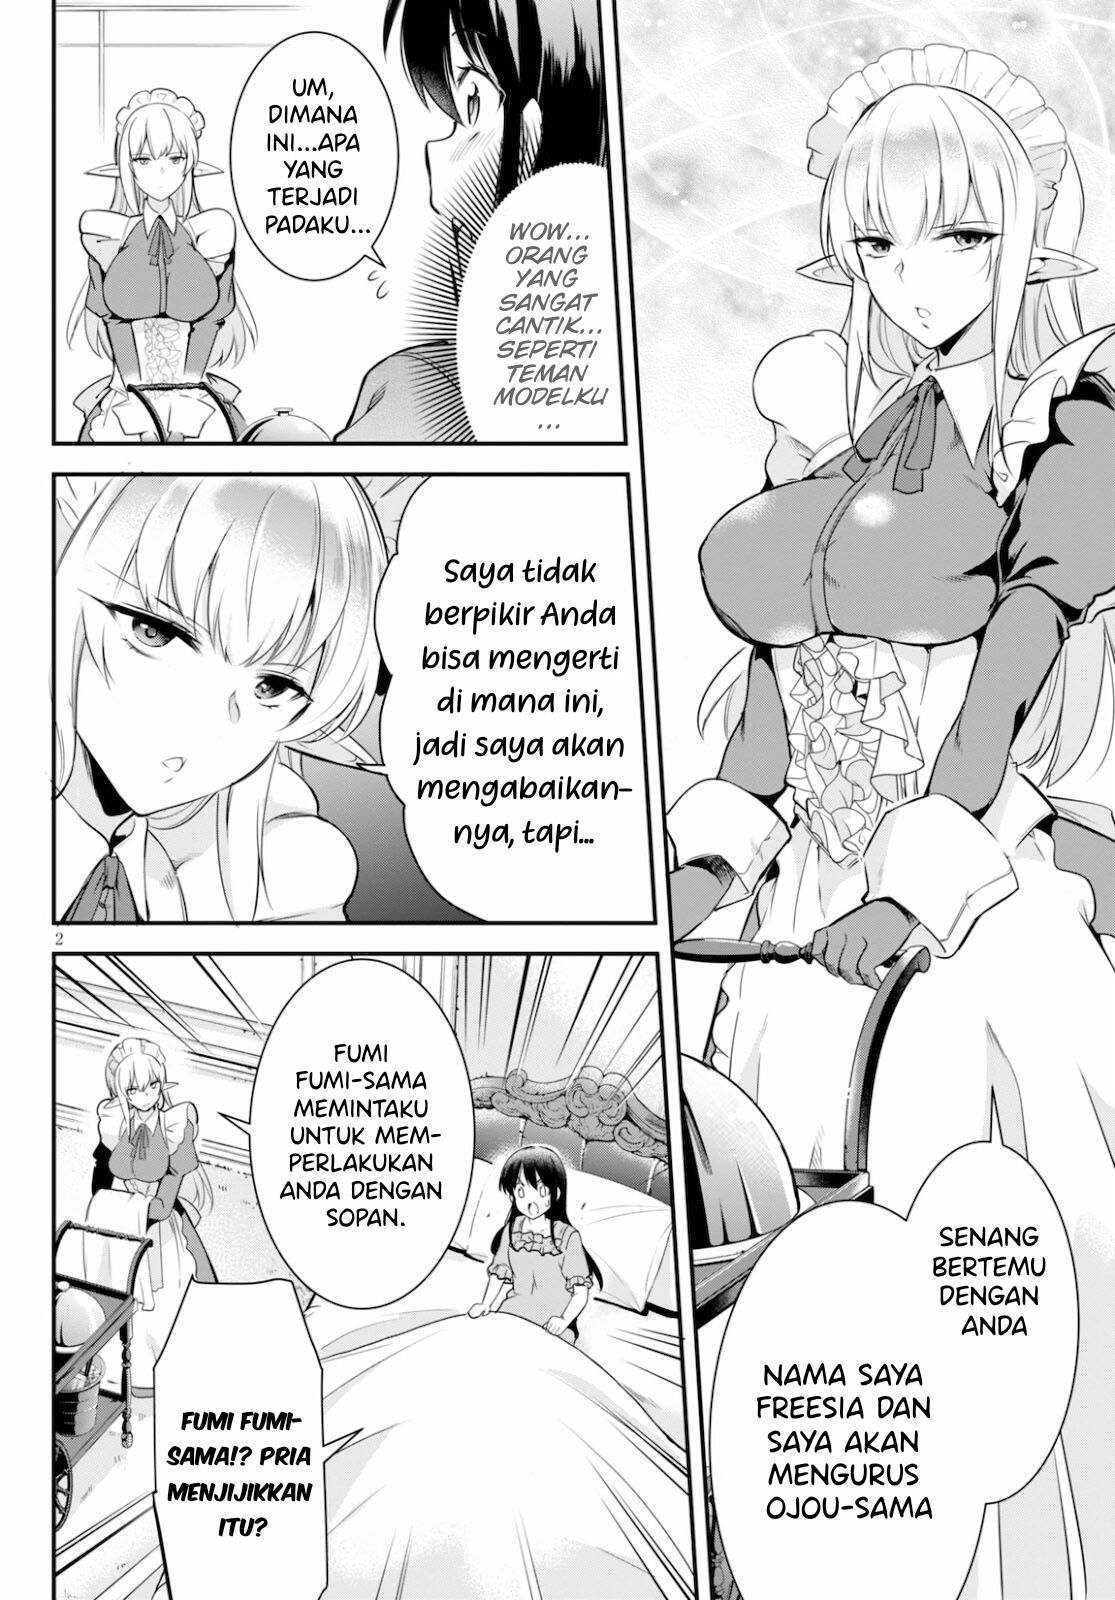 SENANG
BERTEMU
DENGAN
ANDA
NAMA SAYA
FREESIA DAN
SAYA AKAN
MENGURUS
OJOU-SAMA
WOW...
ORANG
YANG
SANGAT
CANTIK...
SEPERTI
TEMAN
MODELKU
...
UM,
DIMANA
INI...APA
YANG
TERJADI
PADAKU...
Saya tidak
berpikir Anda
bisa mengerti
di mana ini,
jadi saya akan
mengabaikan-
nya, tapi...
2
FUMI
FUMI-SAMA
MEMINTAKU
UNTUK MEM-
PERLAKUKAN
ANDA DENGAN
SOPAN.
FUMI FUMI-
SAMA!? PRIA
MENJIJIKKAN
ITU?